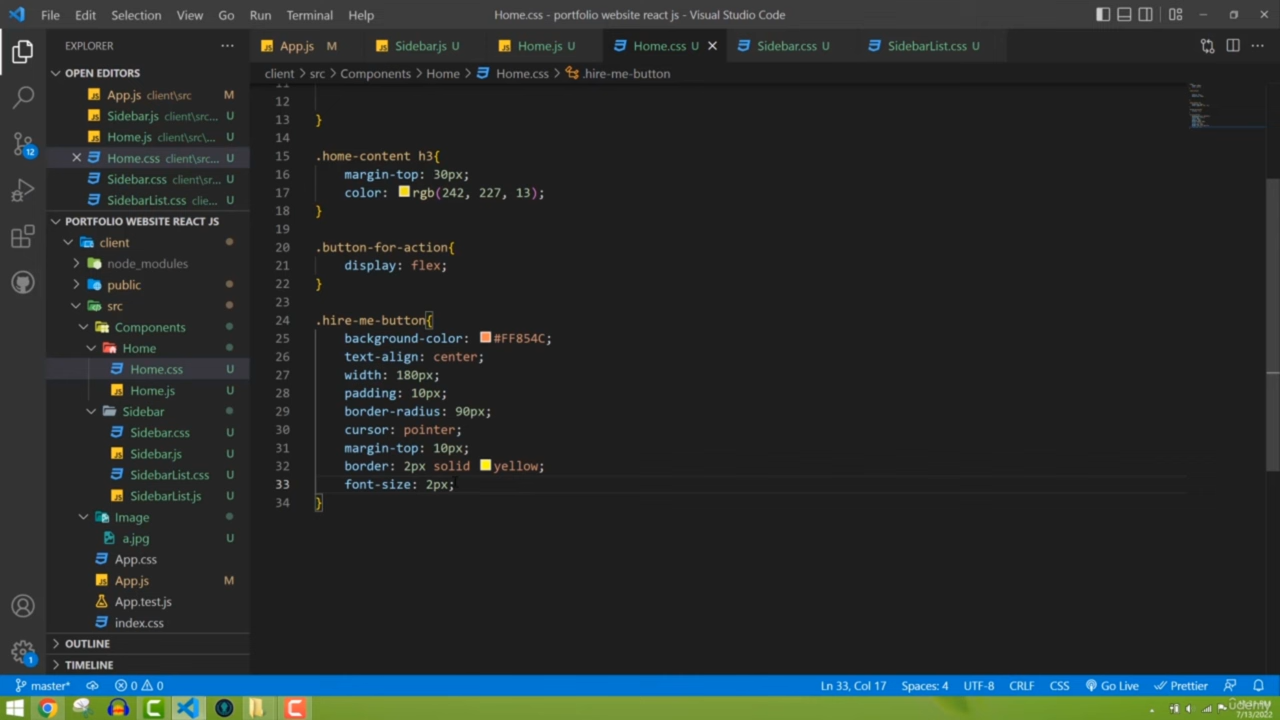 File Edit Selection View Go Run Terminal Help Home.css - portfolio website react js - Visual Studio Code
EXPLORER
App.js M Sidebar.js U Home.js U Home.css U Sidebar.css U SidebarList.css U
client > src > Components > Home > Home.css > .hire-me-button
OPEN EDITORS
App.js client\src M
Sidebar.js client\src\... U
Home.js client\src\... U
Home.css client\src... U
Sidebar.css client\sr... U
SidebarList.css clie... U
PORTFOLIO WEBSITE REACT JS
client
node_modules
public
src
Components
Home
Home.css U
Home.js U
Sidebar
Sidebar.css U
Sidebar.js U
SidebarList.css U
SidebarList.js U
Image
a.jpg U
App.css
App.js M
App.test.js
index.css
OUTLINE
TIMELINE
11
12
13 }
14
15 .home-content h3{
16 margin-top: 30px;
17 color: rgb(242, 227, 13);
18 }
19
20 .button-for-action{
21 display: flex;
22 }
23
24 .hire-me-button{
25 background-color: #FF854C;
26 text-align: center;
27 width: 180px;
28 padding: 10px;
29 border-radius: 90px;
30 cursor: pointer;
31 margin-top: 10px;
32 border: 2px solid yellow;
33 font-size: 2px;
34 }
12
1
master* 0 0 Ln 33, Col 17 Spaces: 4 UTF-8 CRLF CSS Go Live Prettier
udemy
7/13/2022